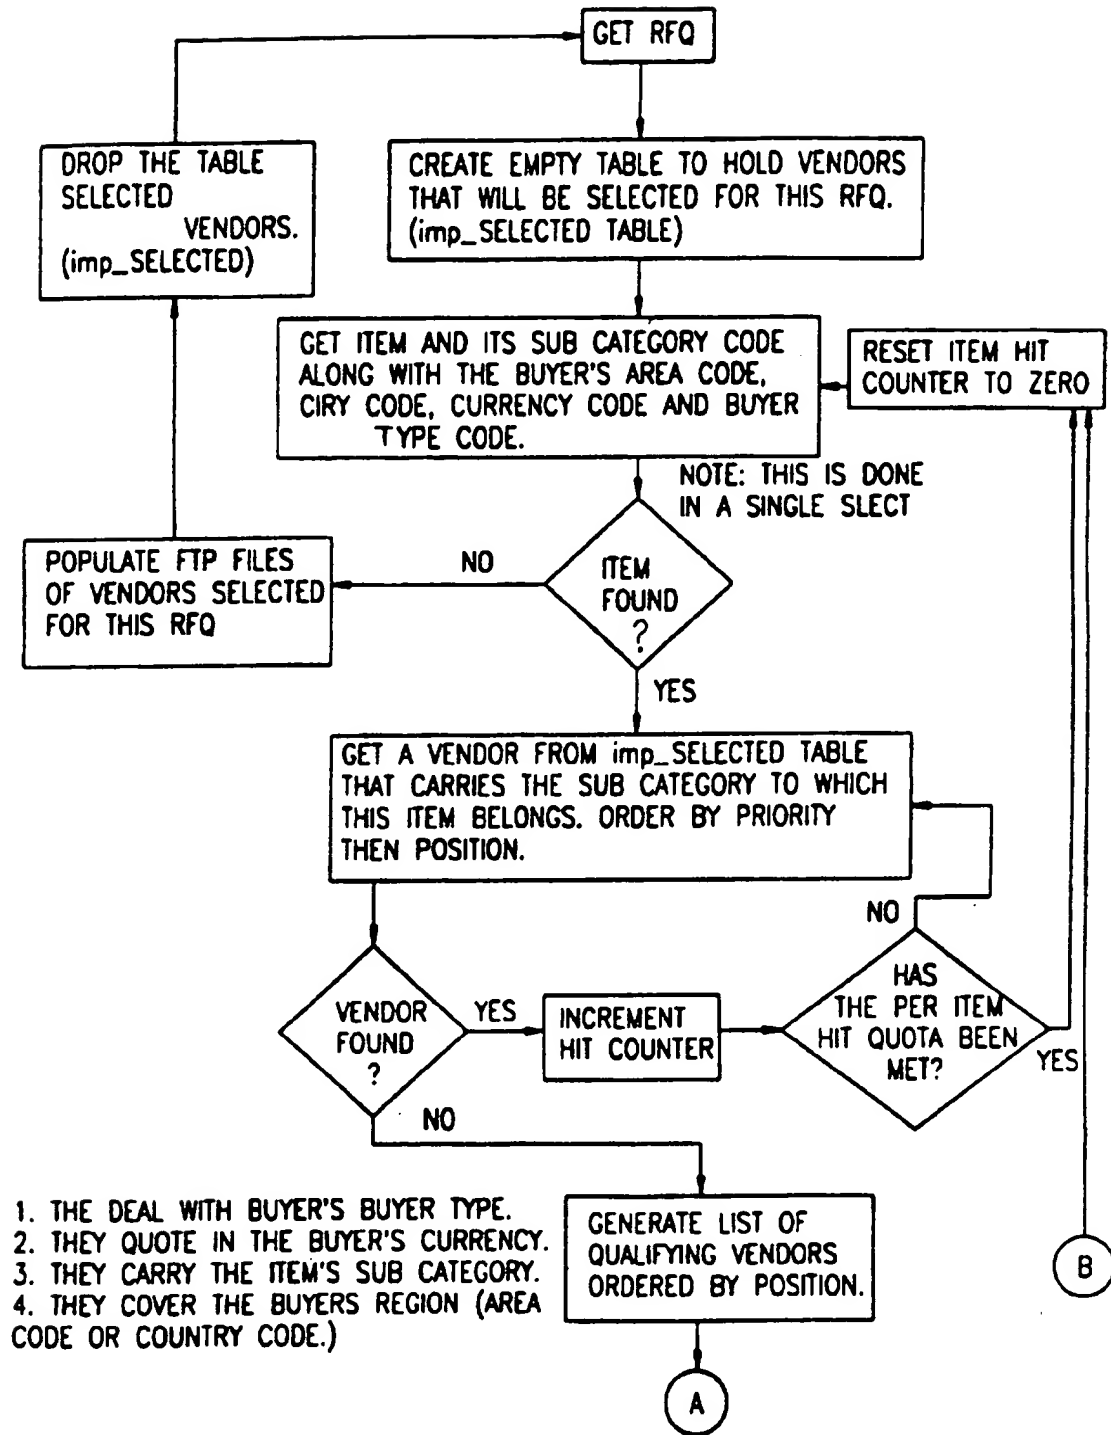 GET RFQ
DROP THE TABLE
SELECTED
VENDORS.
(imp_SELECTED)
CREATE EMPTY TABLE TO HOLD VENDORS
THAT WILL BE SELECTED FOR THIS RFQ.
(imp_SELECTED TABLE)
GET ITEM AND ITS SUB CATEGORY CODE
ALONG WITH THE BUYER'S AREA CODE,
CIRY CODE, CURRENCY CODE AND BUYER
TYPE CODE.
RESET ITEM HIT
COUNTER TO ZERO
NOTE: THIS IS DONE
IN A SINGLE SLECT
POPULATE FTP FILES
OF VENDORS SELECTED
FOR THIS RFQ
NO
ITEM
FOUND
?
YES
GET A VENDOR FROM imp_SELECTED TABLE
THAT CARRIES THE SUB CATEGORY TO WHICH
THIS ITEM BELONGS. ORDER BY PRIORITY
THEN POSITION.
NO
VENDOR
FOUND
?
YES
INCREMENT
HIT COUNTER
HAS
THE PER ITEM
HIT QUOTA BEEN
MET?
YES
NO
1. THE DEAL WITH BUYER'S BUYER TYPE.
2. THEY QUOTE IN THE BUYER'S CURRENCY.
3. THEY CARRY THE ITEM'S SUB CATEGORY.
4. THEY COVER THE BUYERS REGION (AREA
CODE OR COUNTRY CODE.)
GENERATE LIST OF
QUALIFYING VENDORS
ORDERED BY POSITION.
B
A